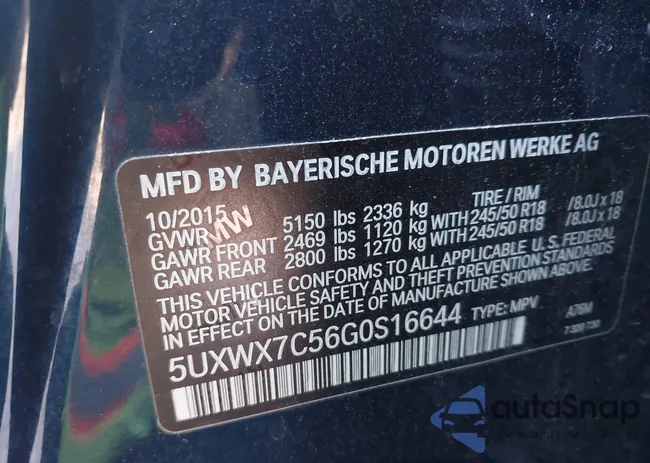 MFD BY BAYERISCHE MOTOREN WERKE AG
10/2015 TIRE / RIM
GVWR 5150 lbs 2336 kg
GAWR FRONT 2469 lbs 1120 kg WITH 245/50 R18 /8.0J x 18
GAWR REAR 2800 lbs 1270 kg WITH 245/50 R18 /8.0J x 18
THIS VEHICLE CONFORMS TO ALL APPLICABLE U.S. FEDERAL
MOTOR VEHICLE SAFETY AND THEFT PREVENTION STANDARDS
IN EFFECT ON THE DATE OF MANUFACTURE SHOWN ABOVE.
5UXWX7C56G0S16644 TYPE: MPV A76M
autoSnap